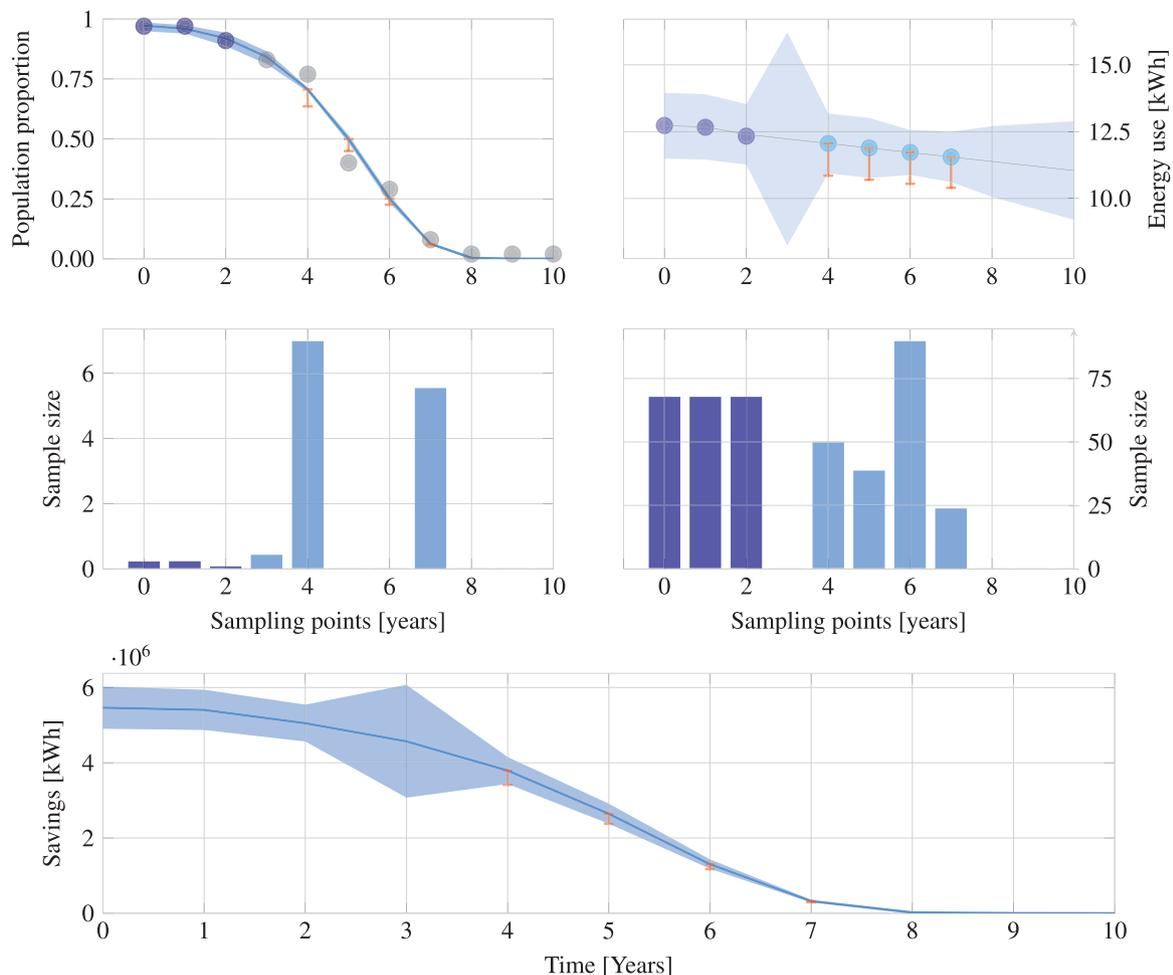 Population proportion
1
0.75
0.50
0.25
0.00
0 2 4 6 8 10
Energy use [kWh]
15.0
12.5
10.0
0 2 4 6 8 10
Sample size
6
4
2
0
0 2 4 6 8 10
Sampling points [years]
Sample size
75
50
25
0
0 2 4 6 8 10
Sampling points [years]
·10⁶
Savings [kWh]
6
4
2
0
0 1 2 3 4 5 6 7 8 9 10
Time [Years]